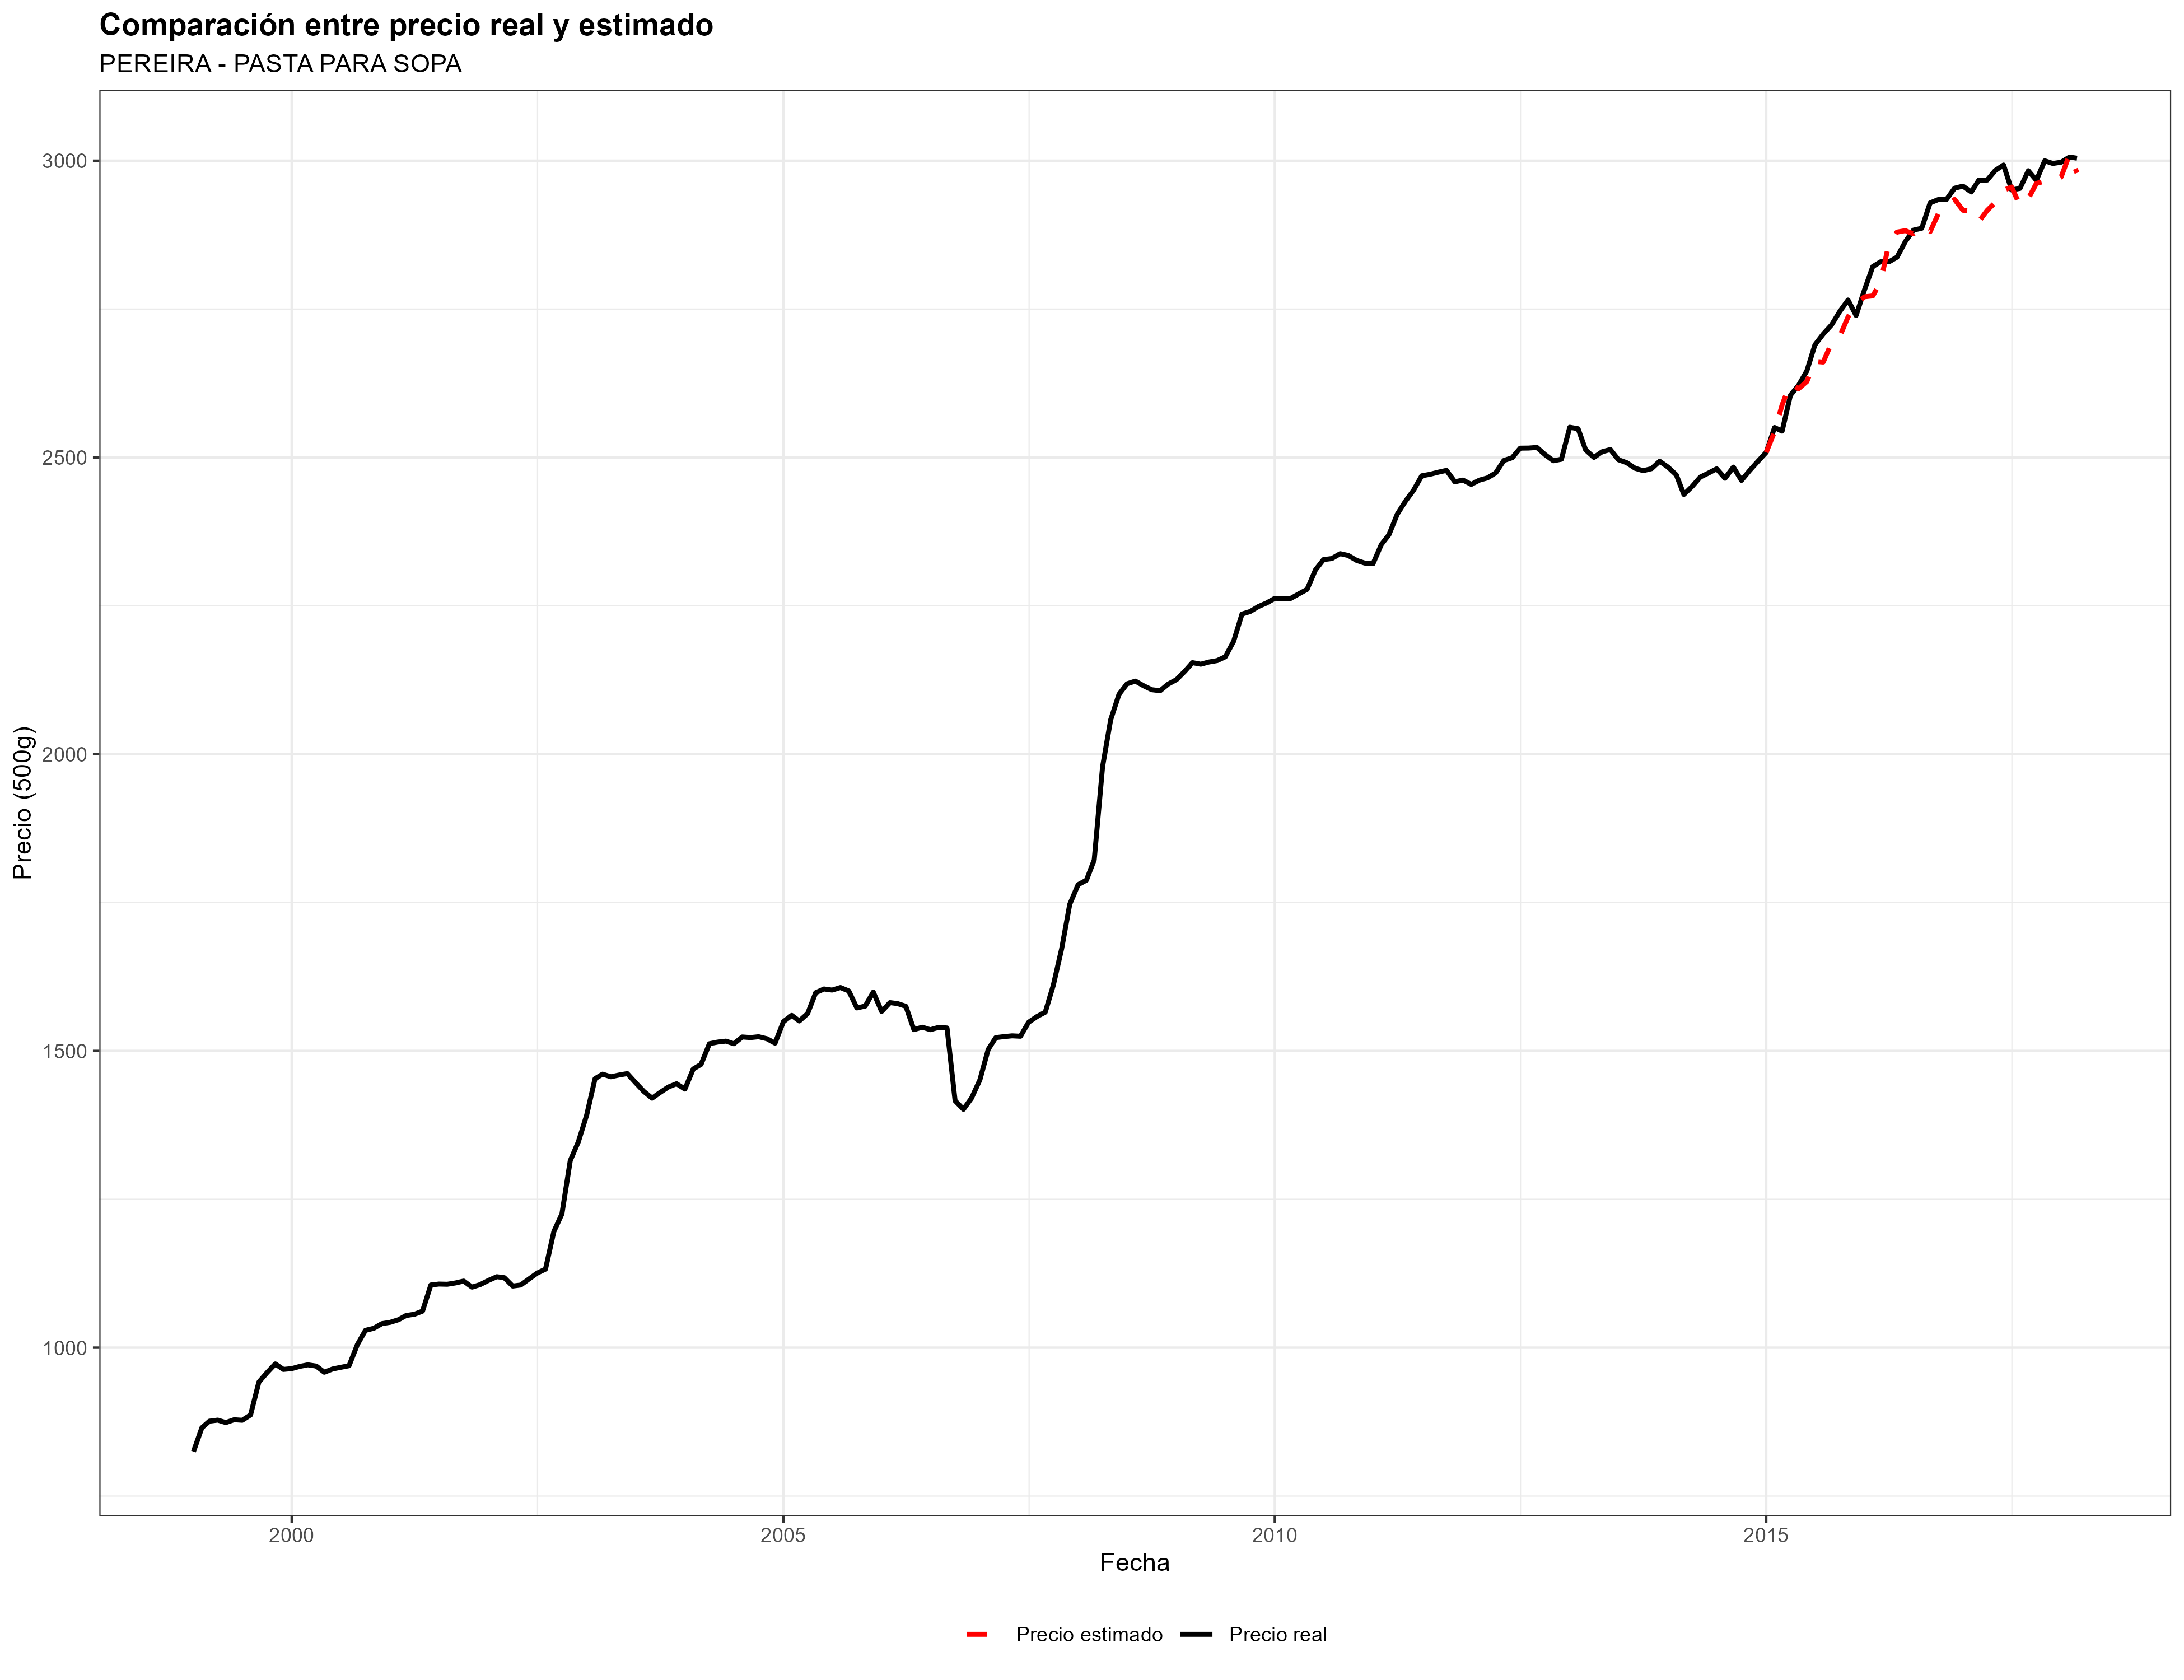 Comparación entre precio real y estimado
PEREIRA - PASTA PARA SOPA
Precio (500g)
3000
2500
2000
1500
1000
2000
2005
2010
2015
Fecha
Precio estimado
Precio real